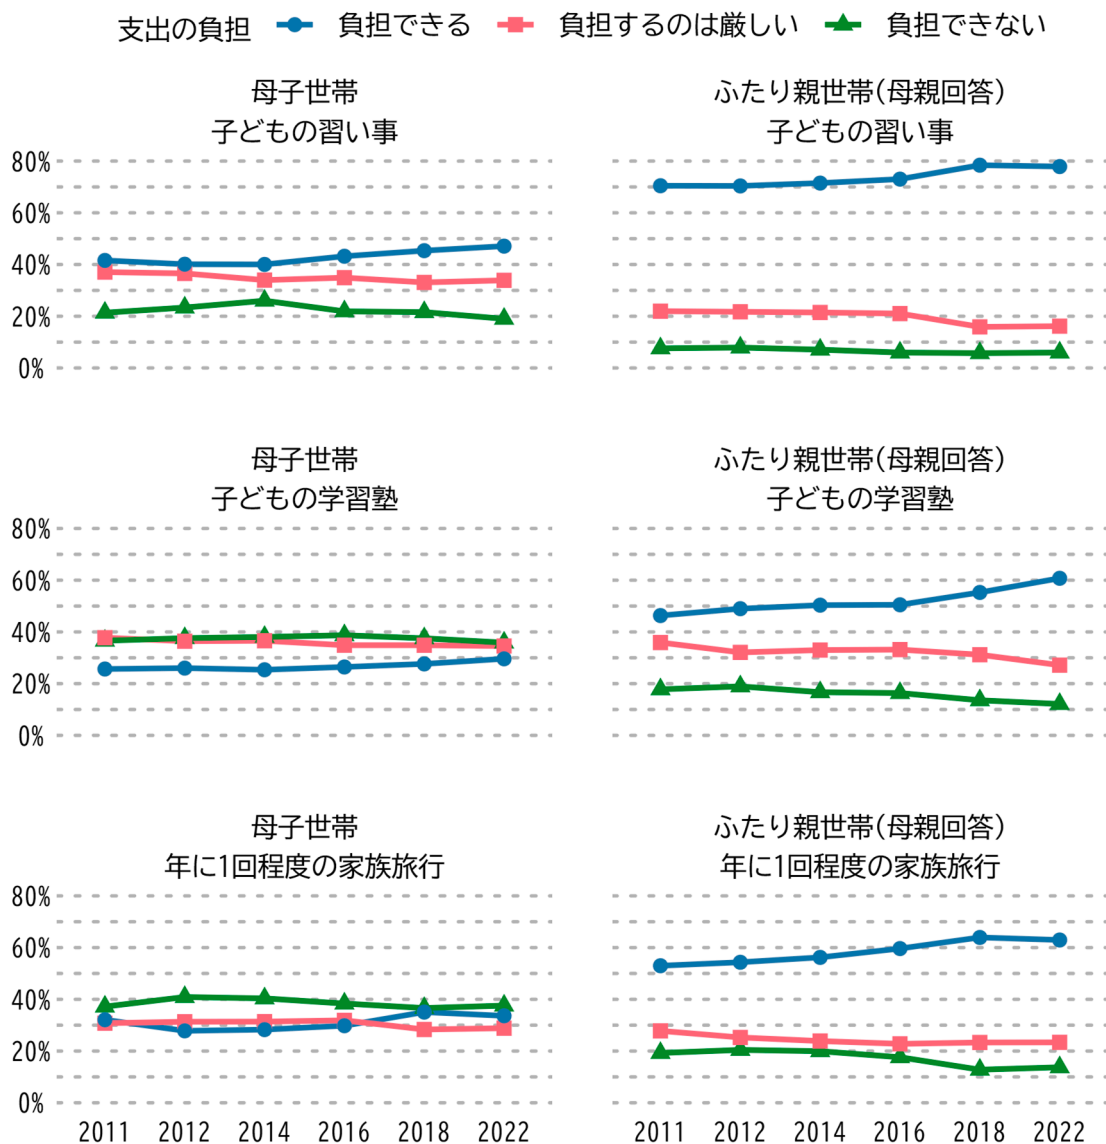 支出の負担 負担できる 負担するのは厳しい 負担できない
母子世帯
子どもの習い事
ふたり親世帯(母親回答)
子どもの習い事
80%
60%
40%
20%
0%
母子世帯
子どもの学習塾
ふたり親世帯(母親回答)
子どもの学習塾
80%
60%
40%
20%
0%
母子世帯
年に1回程度の家族旅行
ふたり親世帯(母親回答)
年に1回程度の家族旅行
80%
60%
40%
20%
0%
2011 2012 2014 2016 2018 2022
2011 2012 2014 2016 2018 2022